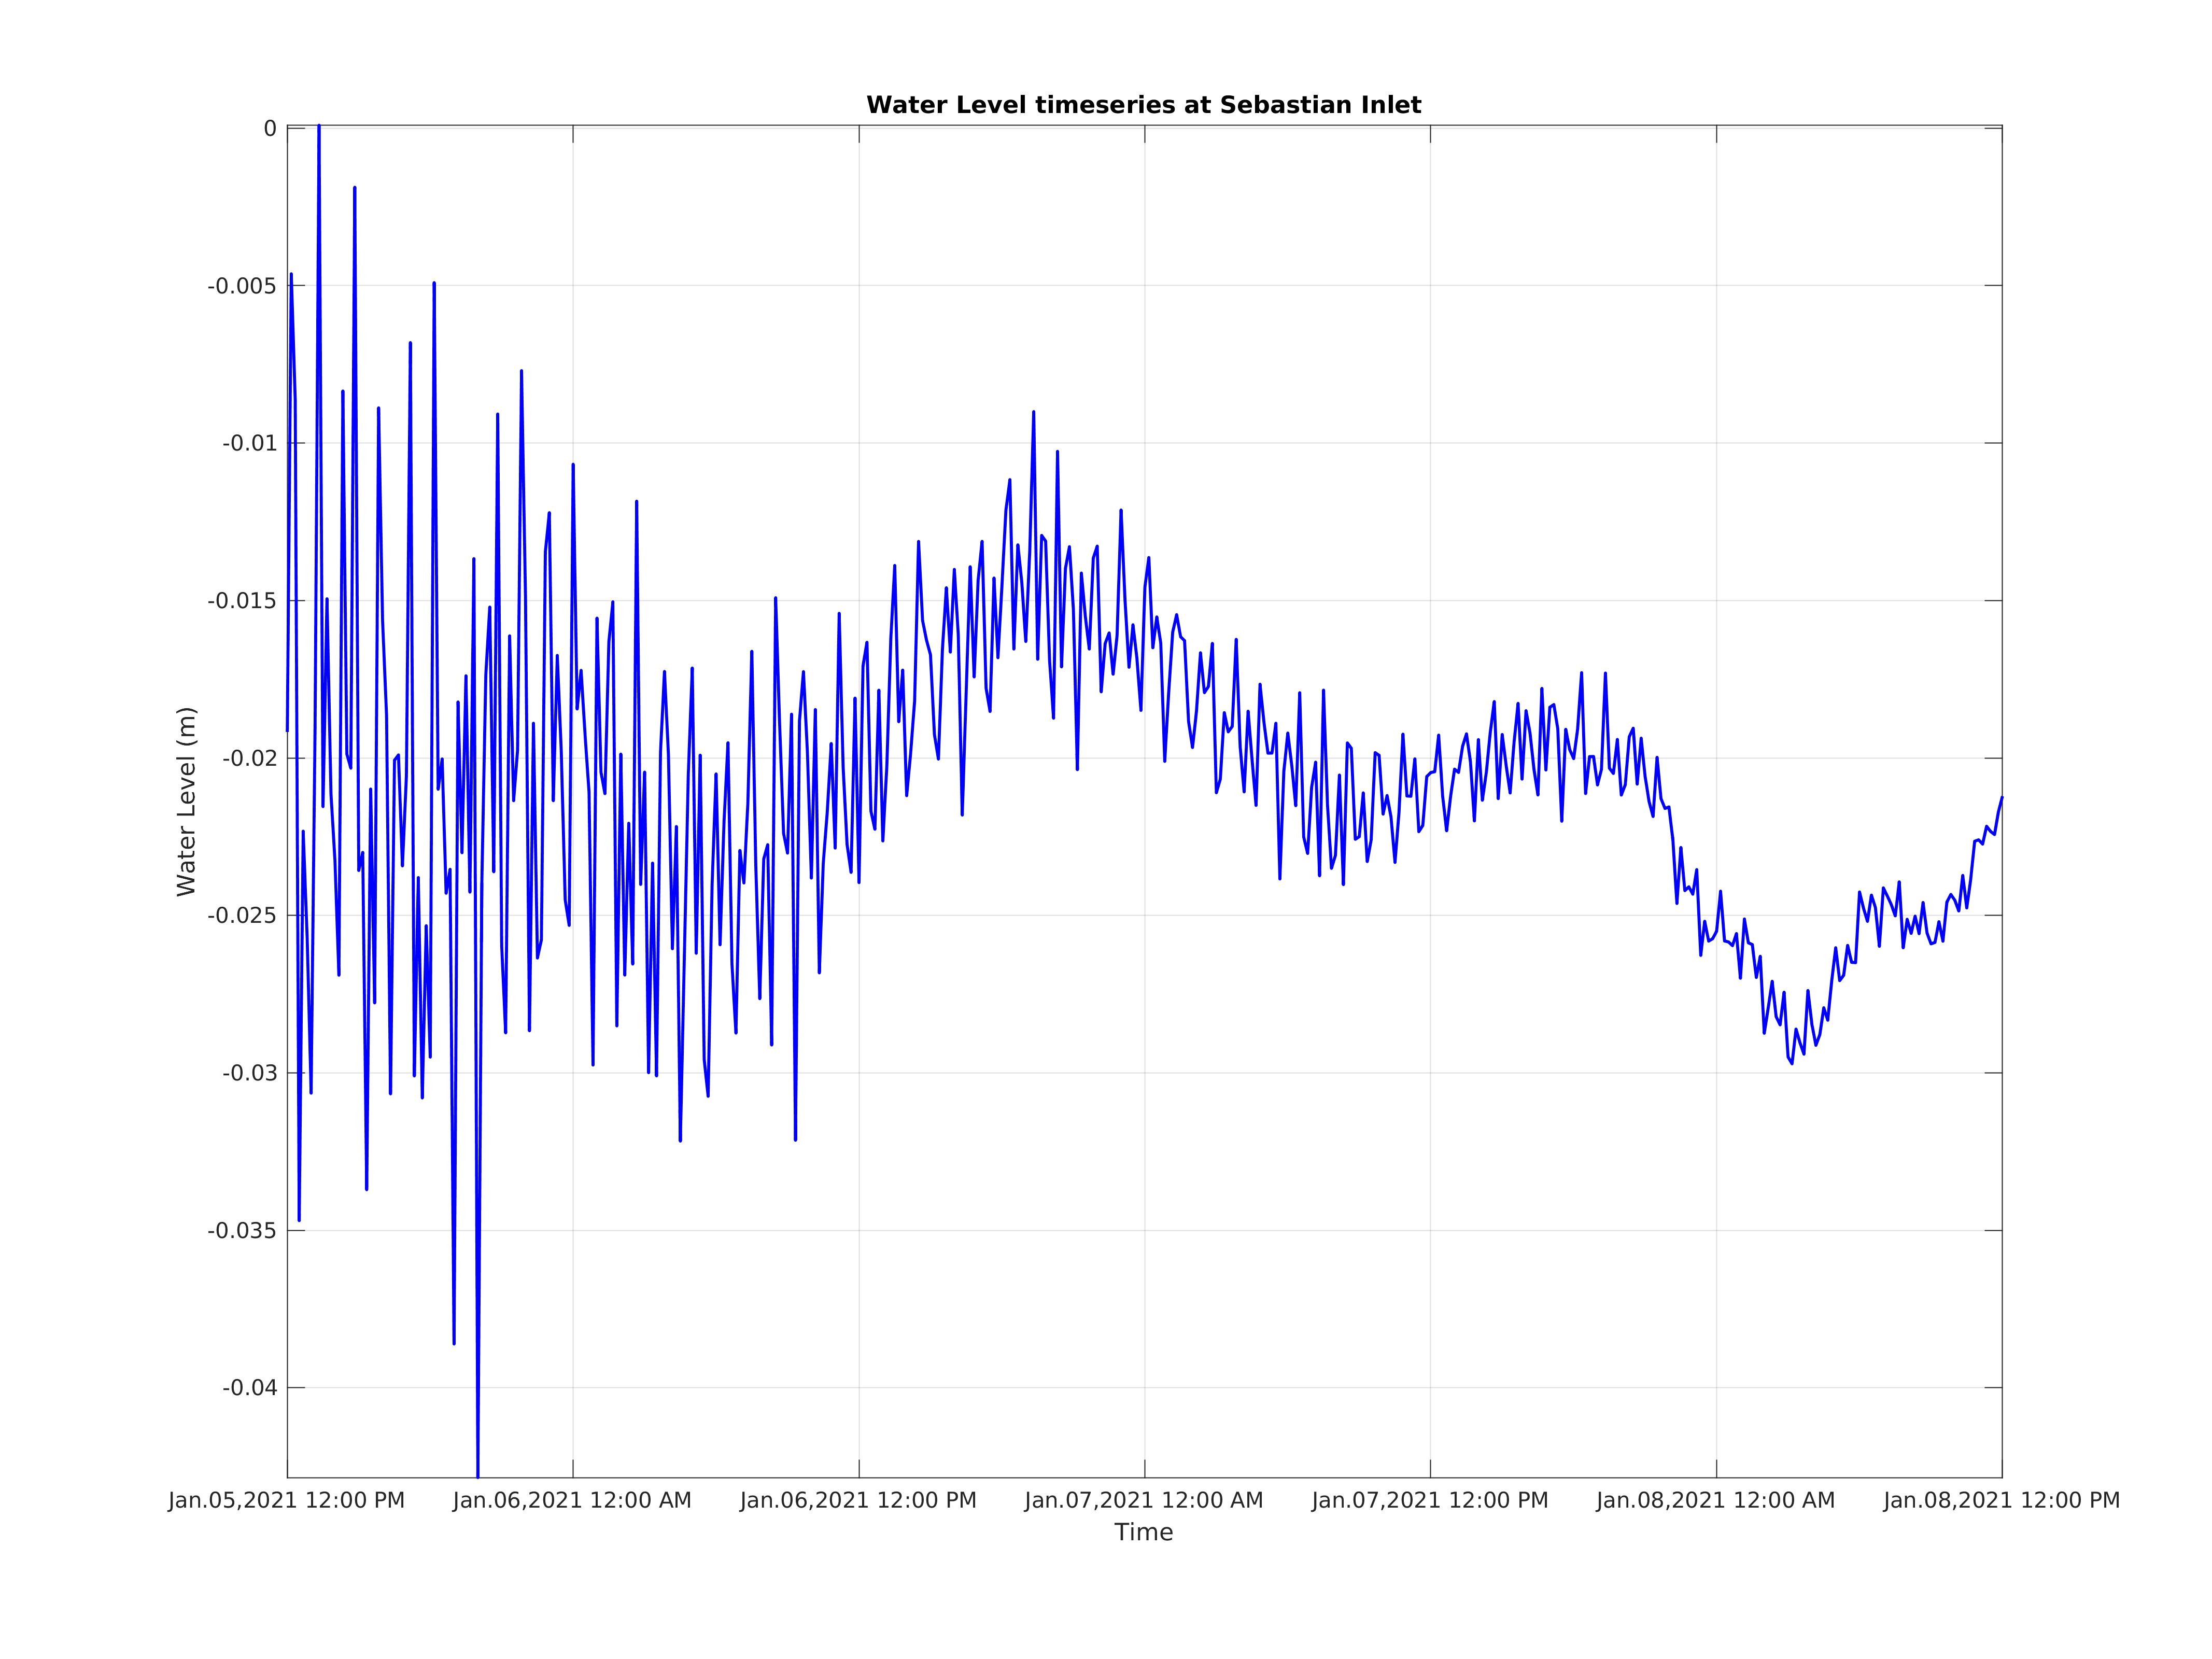 Water Level timeseries at Sebastian Inlet
0
-0.005
-0.01
-0.015
-0.02
-0.025
-0.03
-0.035
-0.04
Water Level (m)
Jan.05,2021 12:00 PM
Jan.06,2021 12:00 AM
Jan.06,2021 12:00 PM
Jan.07,2021 12:00 AM
Jan.07,2021 12:00 PM
Jan.08,2021 12:00 AM
Jan.08,2021 12:00 PM
Time